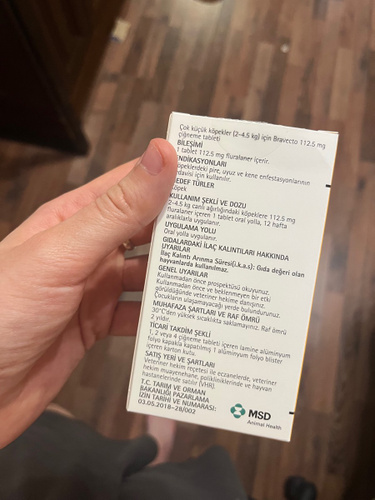 Çok küçük köpekler (2-4.5 kg) için Bravecto 112.5 mg
çiğneme tableti
BİLEŞİMİ
1 tablet 112.5 mg fluralaner içerir.
ENDİKASYONLARI
Köpeklerdeki pire, uyuz ve kene enfestasyonlarının
tedavisi için kullanılır.
HEDEF TÜRLER
Köpek
KULLANIM ŞEKLİ VE DOZU
2-4.5 kg canlı ağırlığındaki köpeklere 112.5 mg
fluralaner içeren 1 tablet oral yolla, 12 hafta
aralıklarla uygulanır.
UYGULAMA YOLU
Oral yolla uygulanır.
GIDALARDAKİ İLAÇ KALINTILARI HAKKINDA
UYARILAR
İlaç Kalıntı Arınma Süresi(i.k.a.s): Gıda değeri olan
hayvanlarda kullanılmaz.
GENEL UYARILAR
Kullanmadan önce prospektüsü okuyunuz.
Kullanmadan önce ve beklenmeyen bir etki
görüldüğünde veteriner hekime danışınız.
Çocukların ulaşamayacağı yerde bulundurunuz.
MUHAFAZA ŞARTLARI VE RAF ÖMRÜ
30°C'den yüksek sıcaklıkta saklamayınız. Raf ömrü
2 yıldır.
TİCARİ TAKDİM ŞEKLİ
1, 2 veya 4 çiğneme tableti içeren lamine alüminyum
folyo kapakla kapatılmış 1 alüminyum folyo blister
içeren karton kutu.
SATIŞ YERİ VE ŞARTLARI
Veteriner hekim reçetesi ile eczanelerde, veteriner
hekim muayenehane, polikliniklerinde ve hayvan
hastanelerinde satılır (VHR).
T.C. TARIM VE ORMAN
BAKANLIĞI PAZARLAMA
İZİN TARİHİ VE NUMARASI:
03.05.2018-28/002
MSD
Animal Health